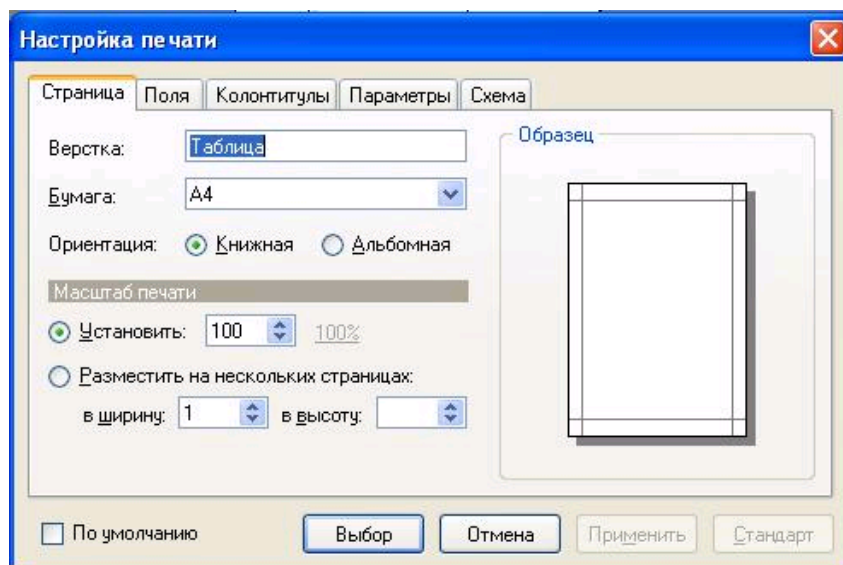 Настройка печати
Страница Поля Колонтитулы Параметры Схема
Верстка: Таблица
Образец
Бумага: A4
Ориентация: Книжная Альбомная
Масштаб печати
Установить: 100 100%
Разместить на нескольких страницах:
в ширину: 1 в высоту:
По умолчанию Выбор Отмена Применить Стандарт